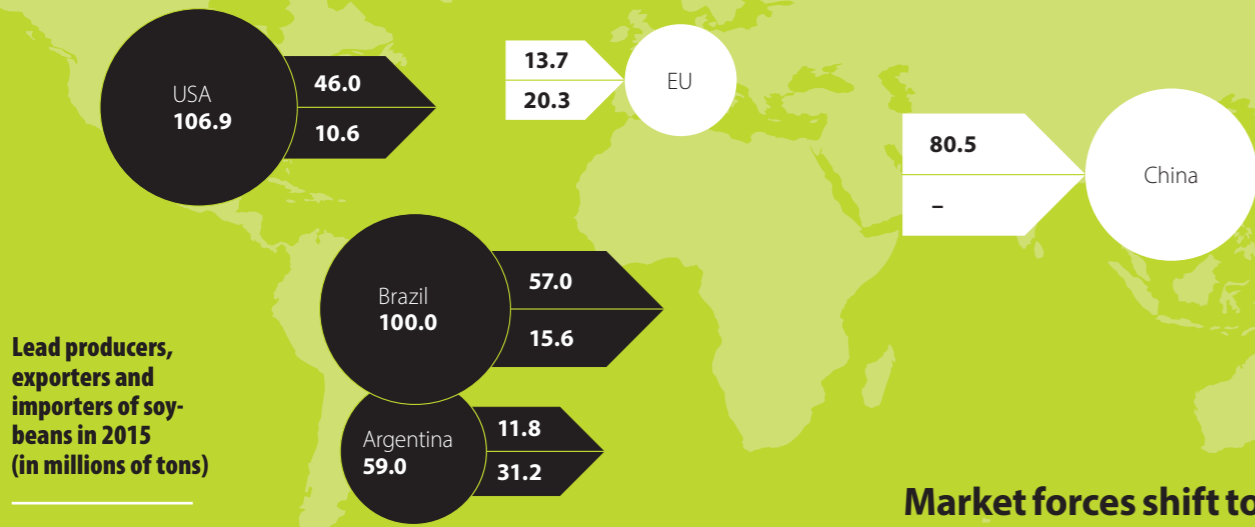 USA
106.9
46.0
10.6
13.7
20.3
EU
80.5
–
China
Brazil
100.0
57.0
15.6
Argentina
59.0
11.8
31.2
Lead producers,
exporters and
importers of soy-
beans in 2015
(in millions of tons)
Market forces shift to